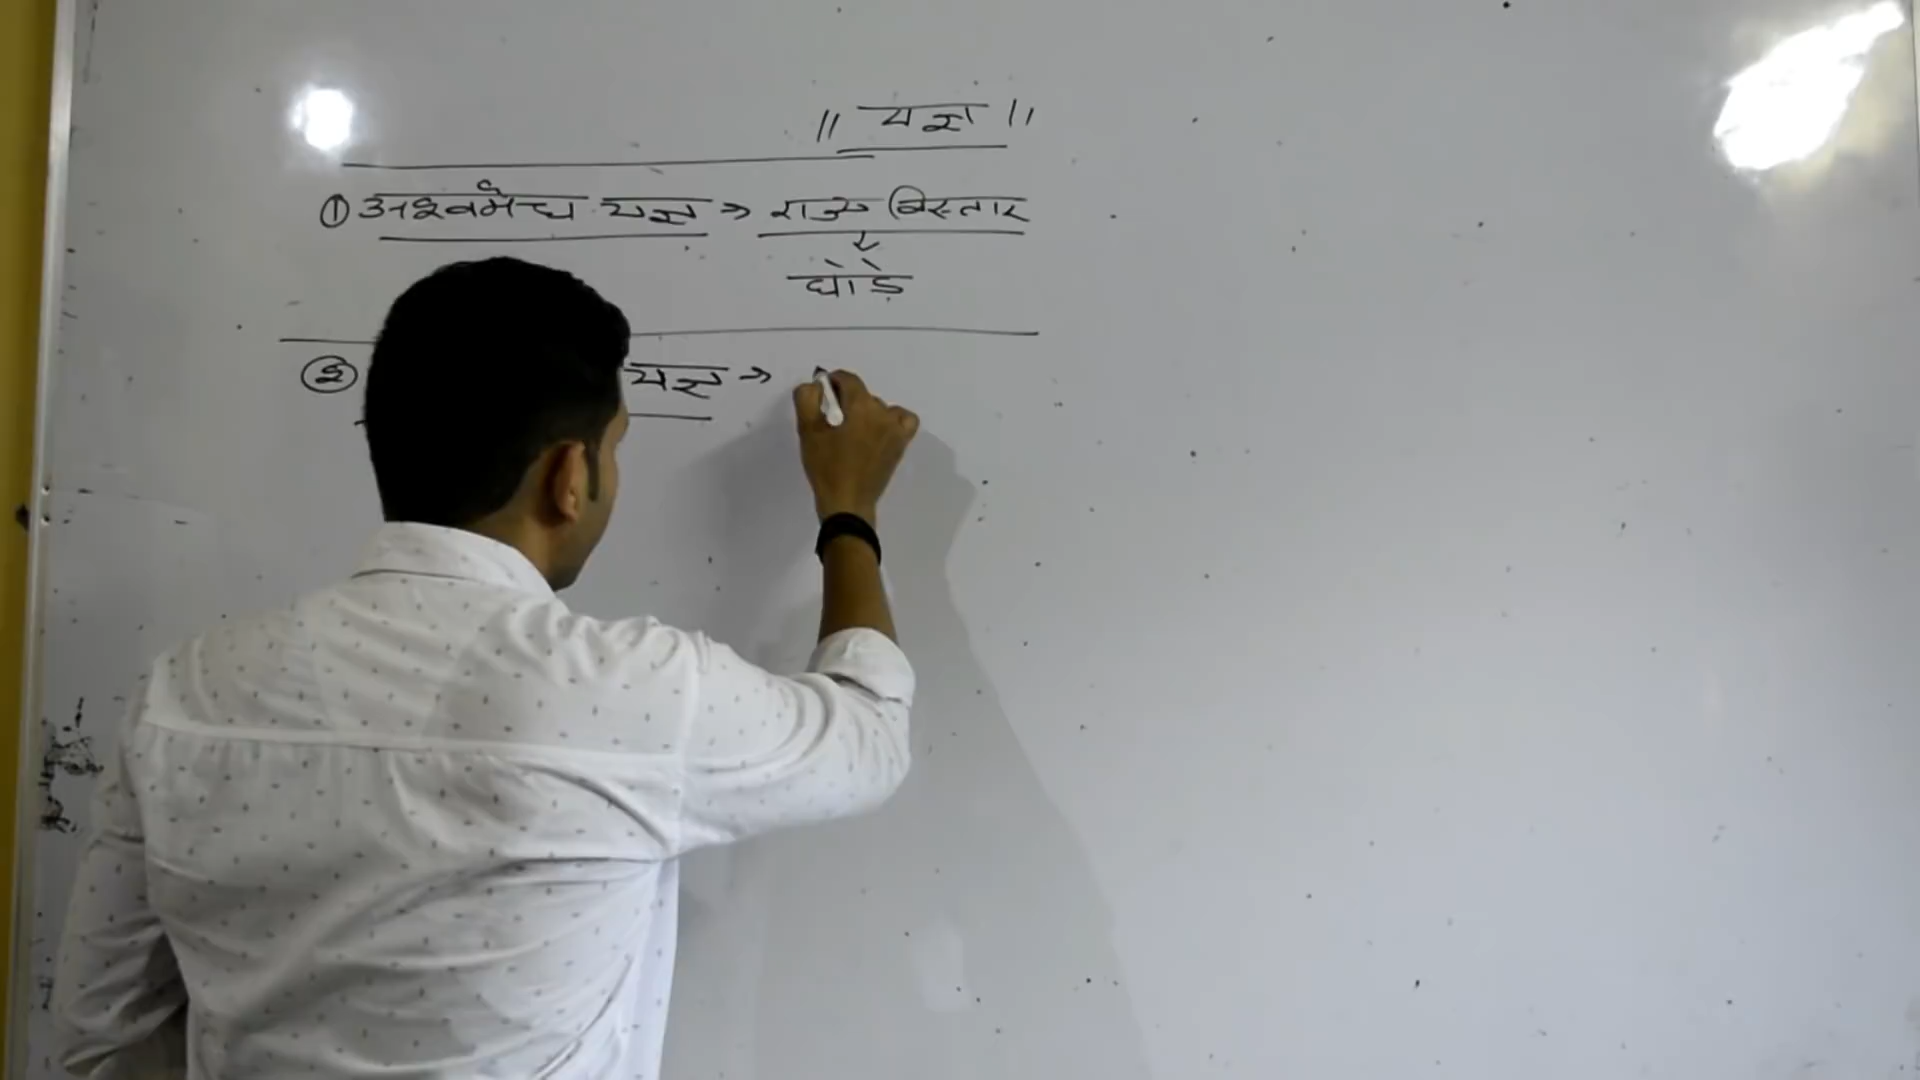 || यज्ञ ||
① अश्वमेध यज्ञ → राज्य विस्तार
घोड़े
② यज्ञ →